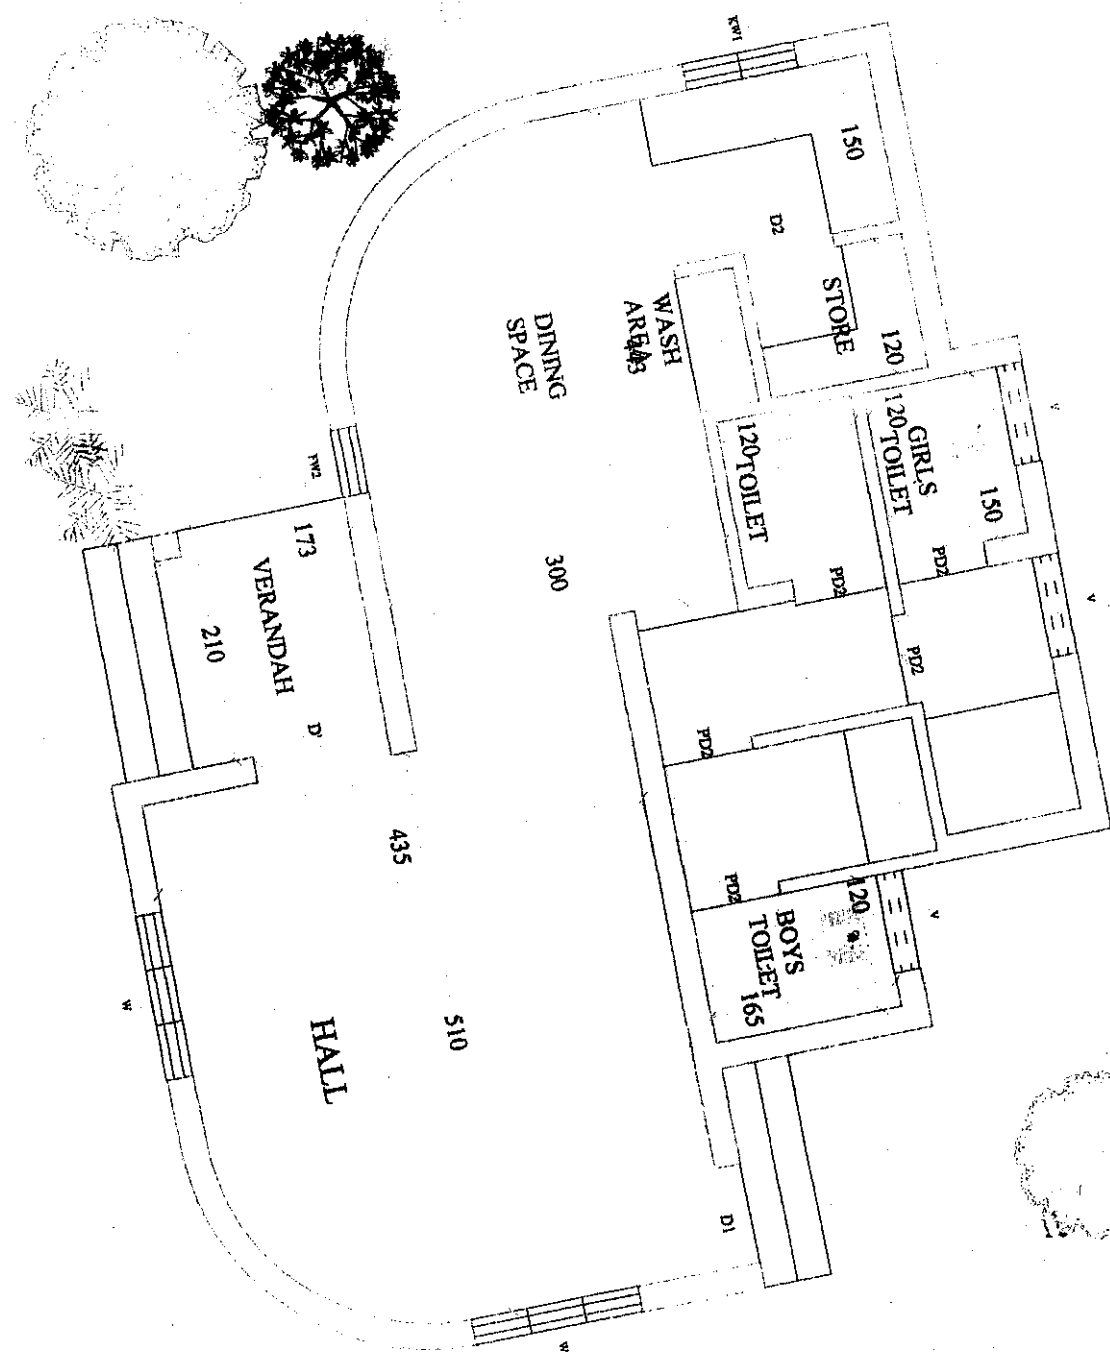 KW1
150
D2
STORE
120
WASH
AREA
DINING
SPACE
120
GIRLS
TOILET
150
V
120
TOILET
FW2
173
VERANDAH
210
D'
300
PD2
PD2
V
PD2
PD2
435
PD2
120
V
BOYS
TOILET
165
W
HALL
510
D1
W